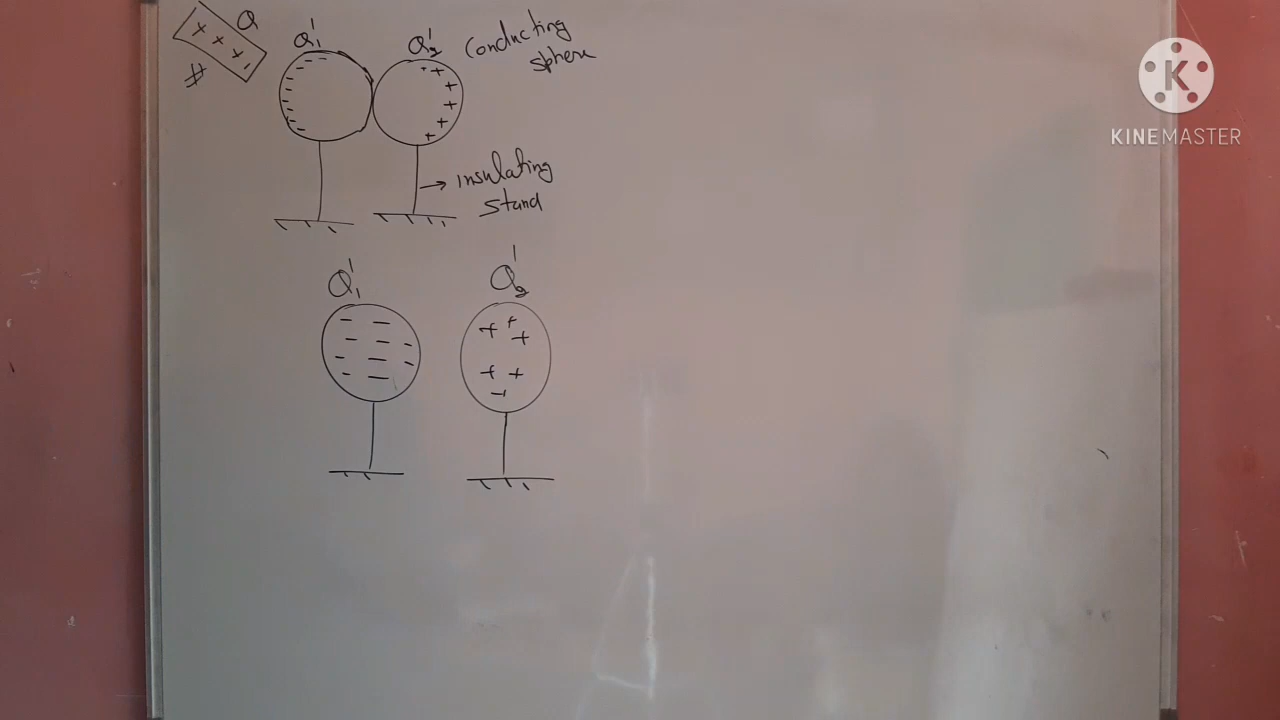 Q
+ + + -
#
Q₁'
Q₂'
conducting
sphere
insulating
stand
Q₁'
Q₂'
K
KINEMASTER